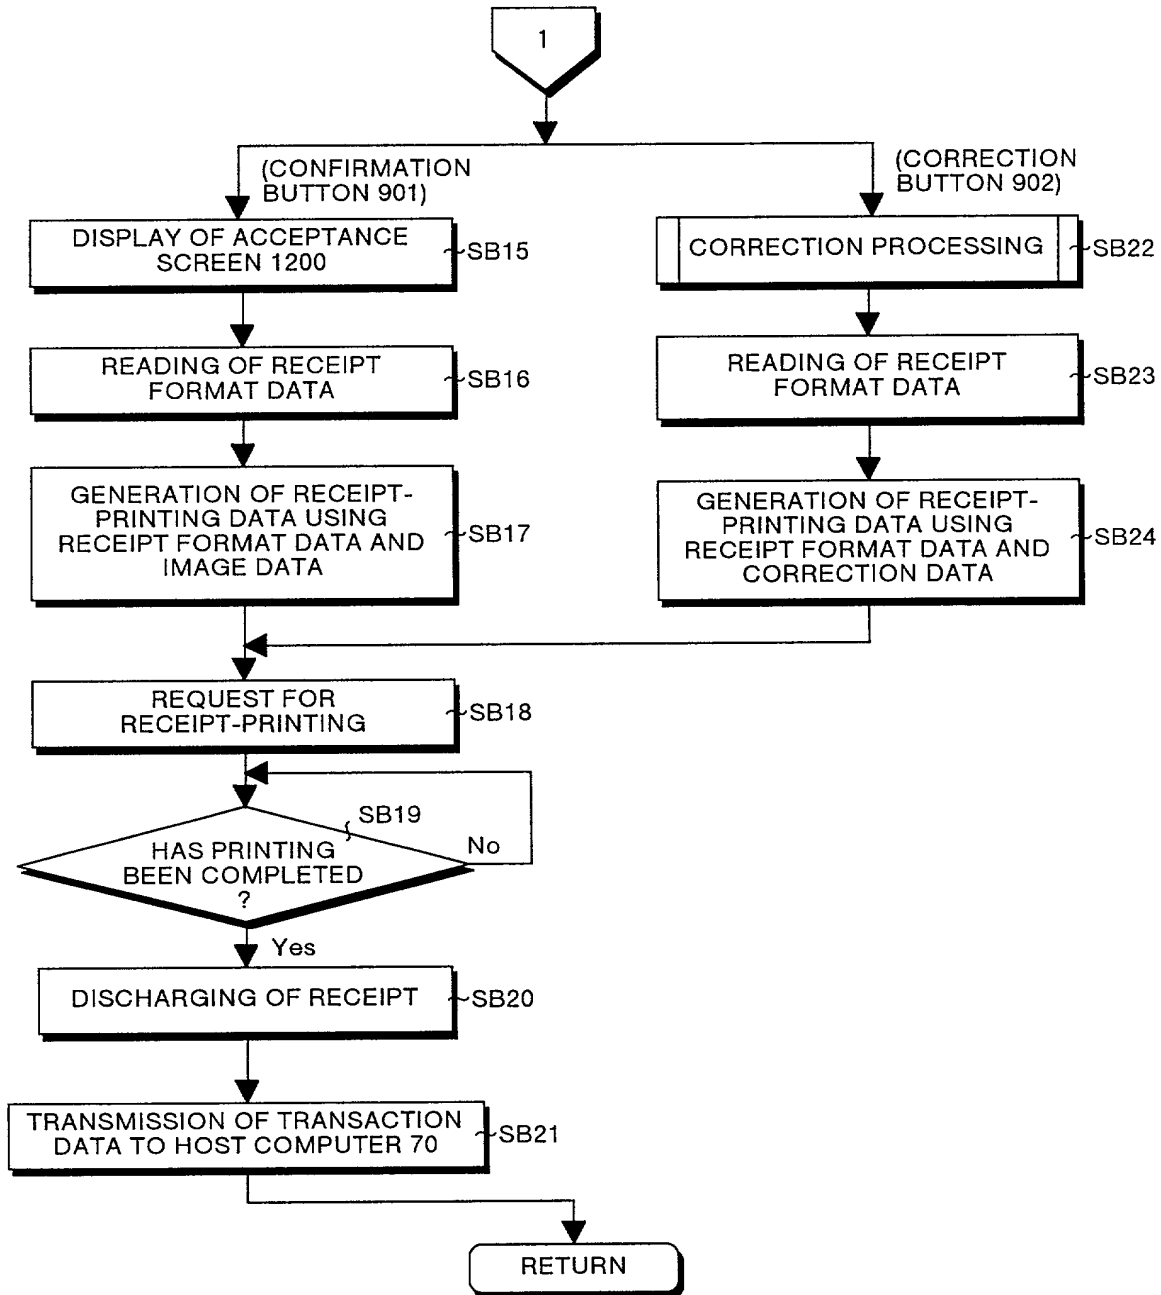 1
(CONFIRMATION
BUTTON 901)
(CORRECTION
BUTTON 902)
DISPLAY OF ACCEPTANCE
SCREEN 1200
SB15
CORRECTION PROCESSING
SB22
READING OF RECEIPT
FORMAT DATA
SB16
READING OF RECEIPT
FORMAT DATA
SB23
GENERATION OF RECEIPT-
PRINTING DATA USING
RECEIPT FORMAT DATA AND
IMAGE DATA
SB17
GENERATION OF RECEIPT-
PRINTING DATA USING
RECEIPT FORMAT DATA AND
CORRECTION DATA
SB24
REQUEST FOR
RECEIPT-PRINTING
SB18
SB19
HAS PRINTING
BEEN COMPLETED
?
No
Yes
DISCHARGING OF RECEIPT
SB20
TRANSMISSION OF TRANSACTION
DATA TO HOST COMPUTER 70
SB21
RETURN